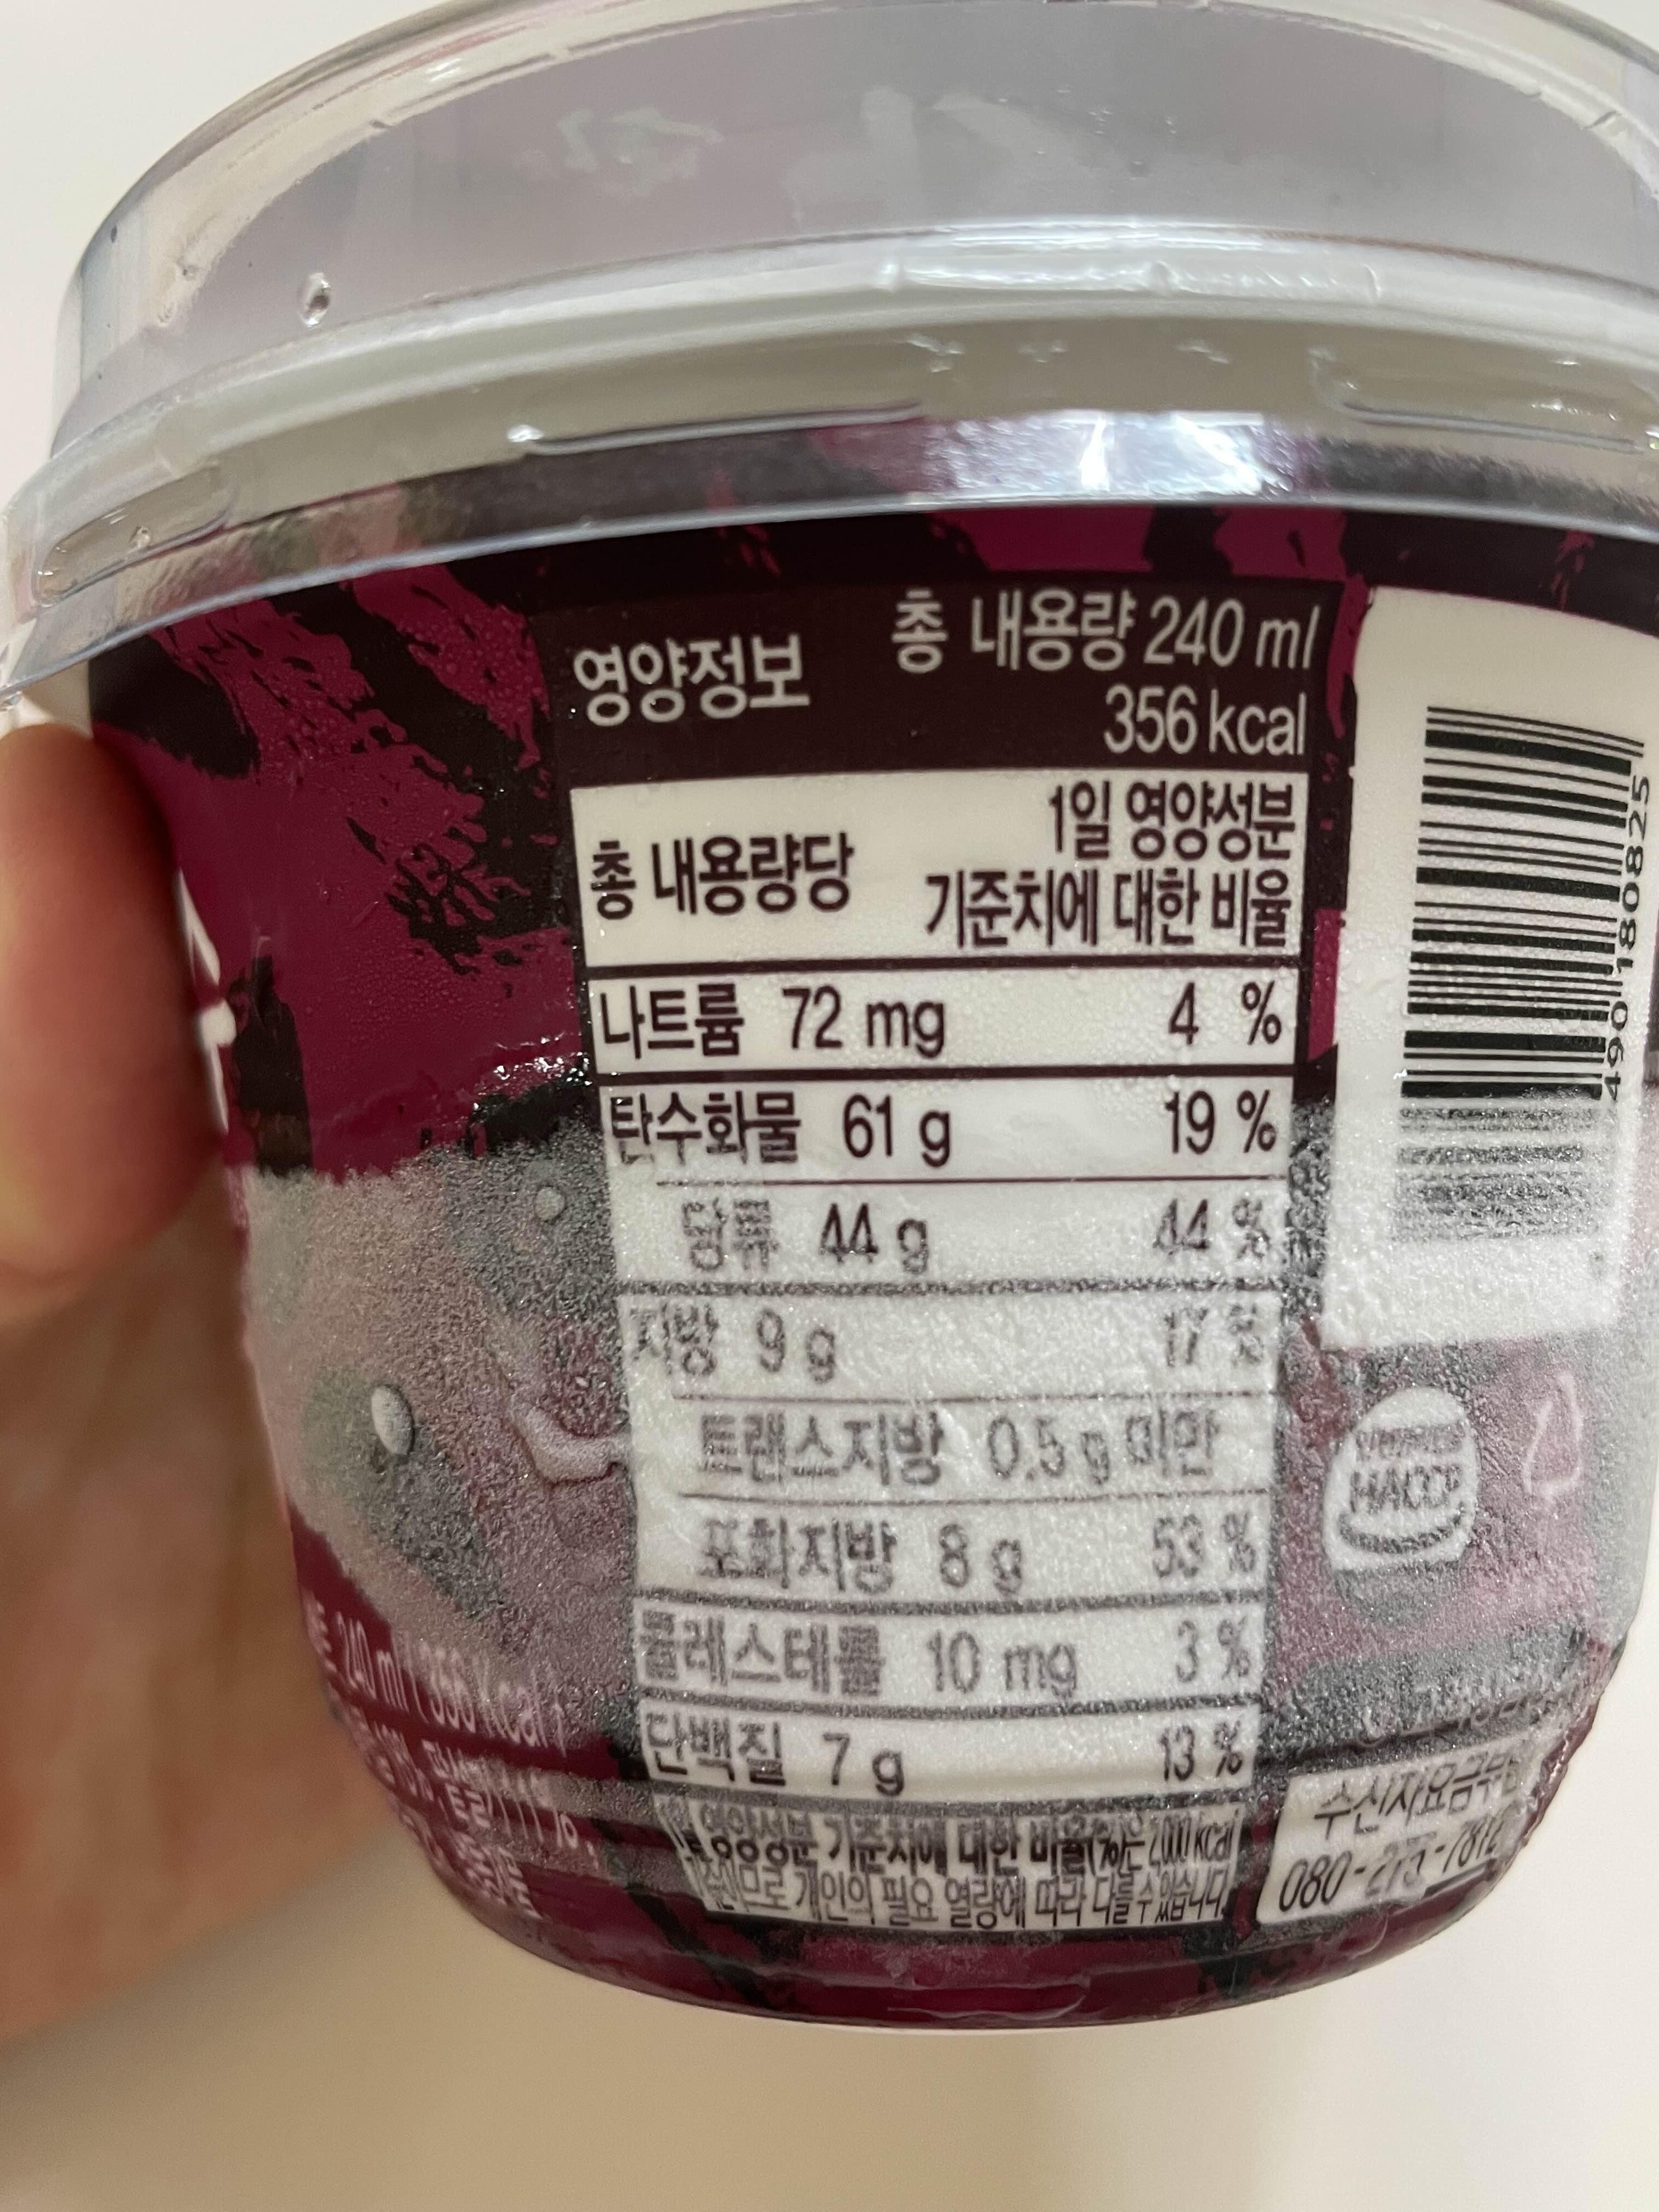 영양정보
총 내용량 240 ml
356 kcal
총 내용량당
1일 영양성분
기준치에 대한 비율
나트륨 72 mg 4 %
탄수화물 61 g 19 %
당류 44 g 44 %
지방 9 g 17 %
트랜스지방 0.5 g 미만
포화지방 8 g 53 %
콜레스테롤 10 mg 3 %
단백질 7 g 13 %
영양성분 기준치에 대한 비율(%)은 2,000 kcal
기준이므로 개인의 필요 열량에 따라 다를 수 있습니다.
490180825
HACCP
240 ml (356 kcal)
수신자요금부담